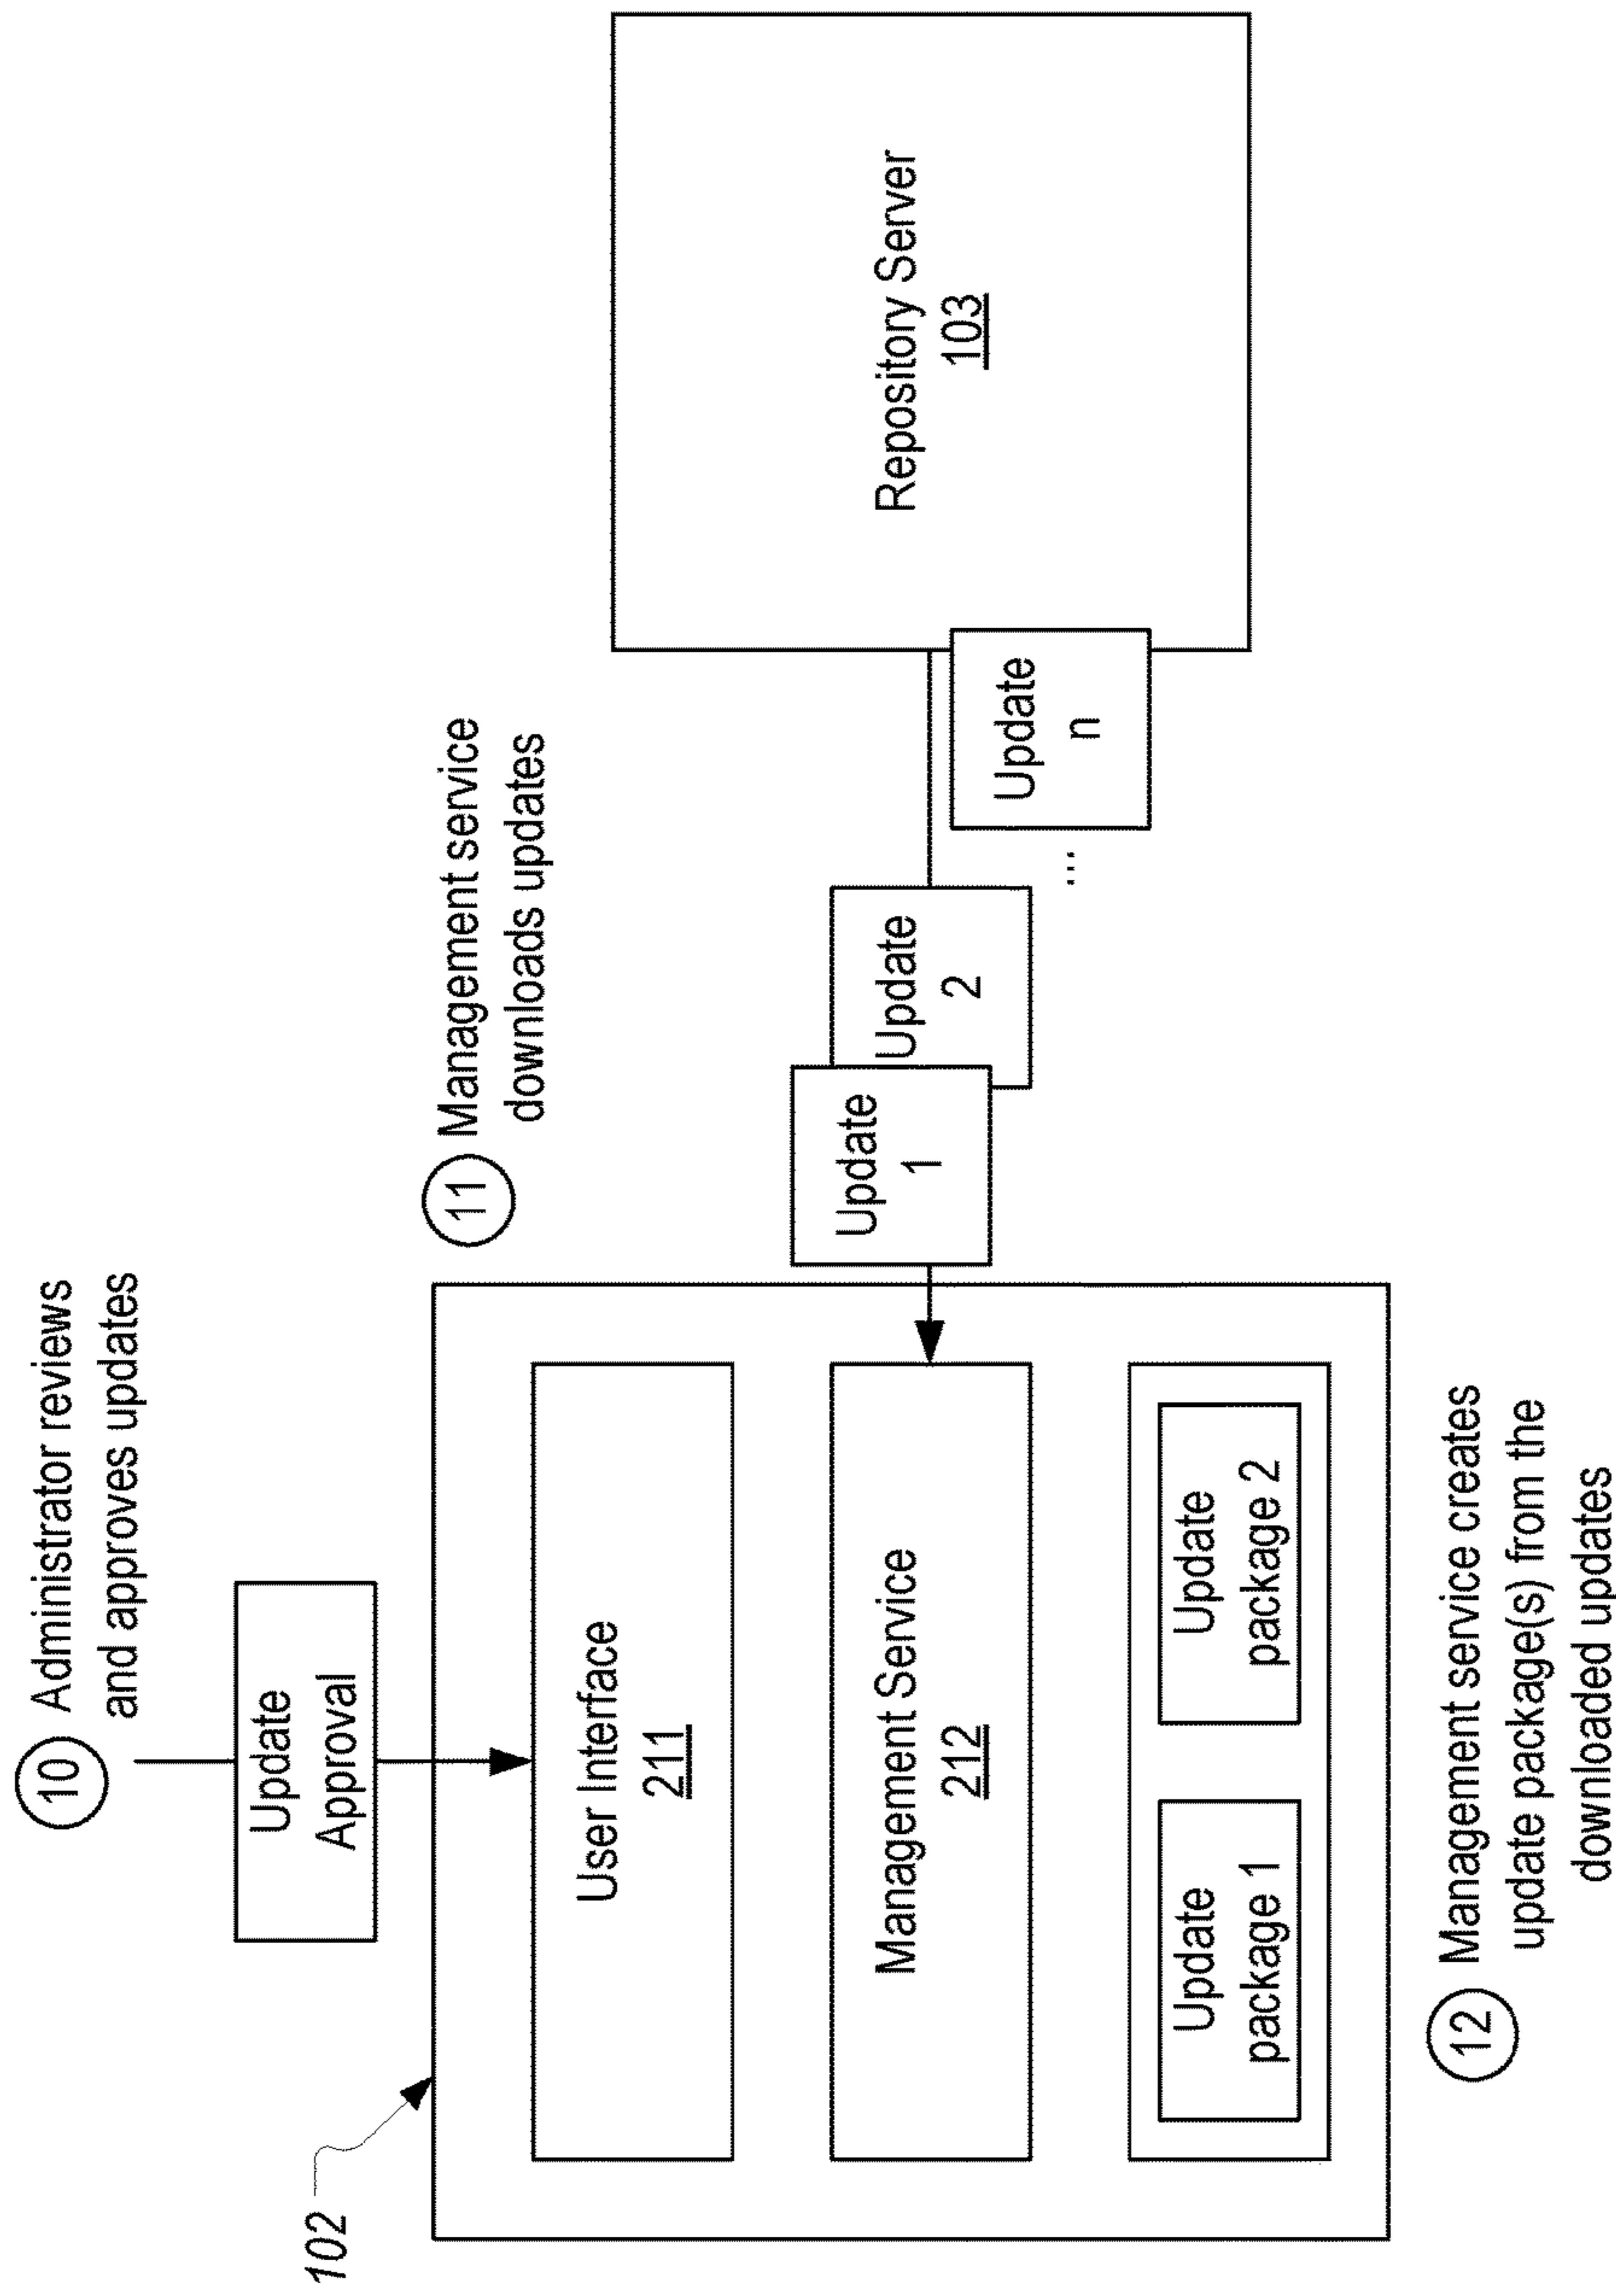 10
Administrator reviews
and approves updates
Update
Approval
102
11
Management service
downloads updates
User Interface
211
Management Service
212
Update
1
Update
2
...
Update
n
Repository Server
103
Update
package 1
Update
package 2
12
Management service creates
update package(s) from the
downloaded updates